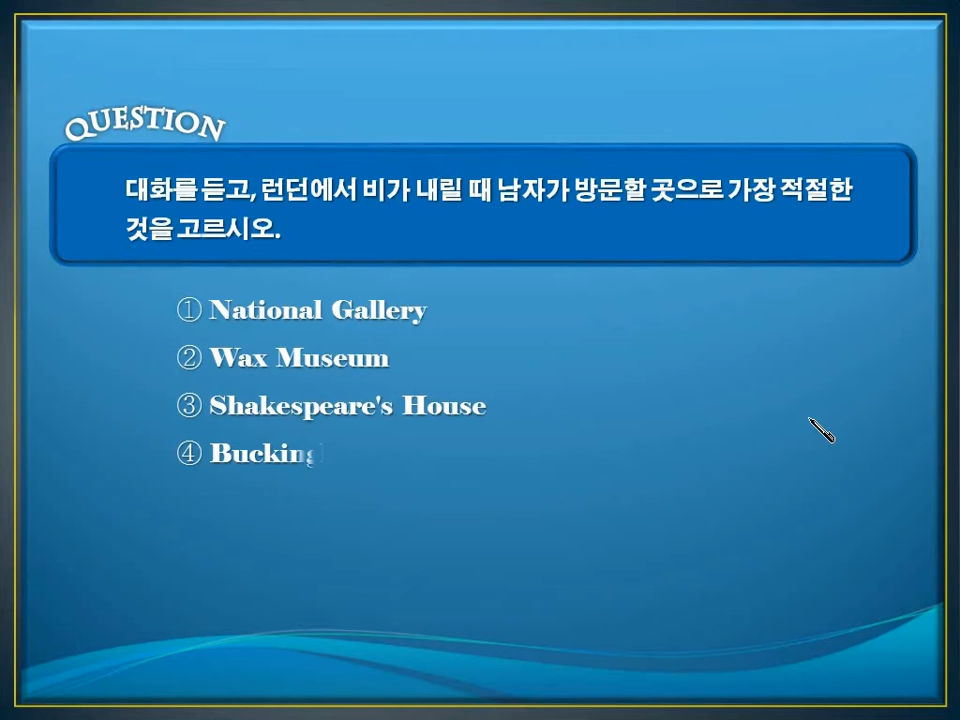 QUESTION
대화를 듣고, 런던에서 비가 내릴 때 남자가 방문할 곳으로 가장 적절한
것을 고르시오.
① National Gallery
② Wax Museum
③ Shakespeare's House
④